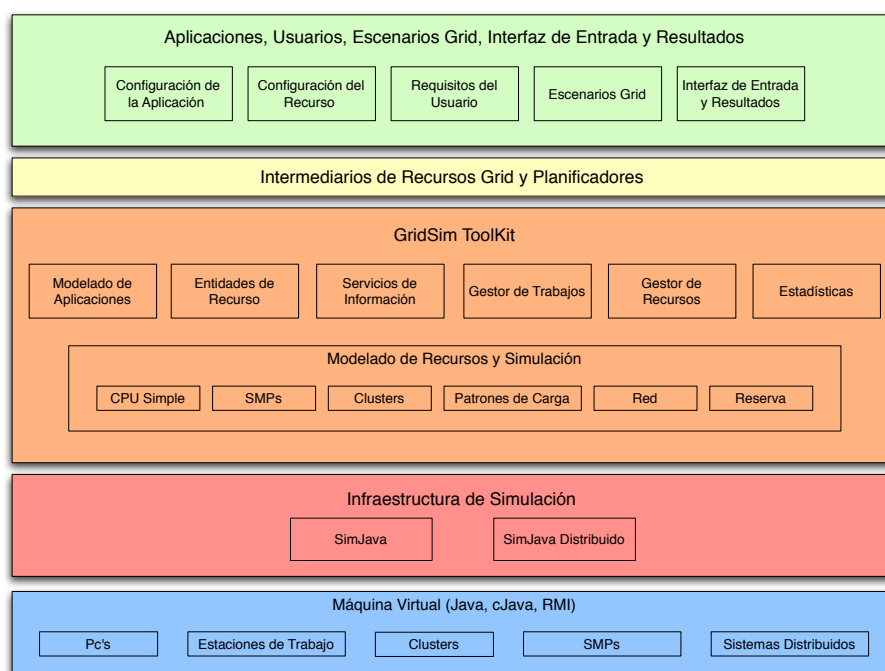 Aplicaciones, Usuarios, Escenarios Grid, Interfaz de Entrada y Resultados
Configuración de
la Aplicación
Configuración del
Recurso
Requisitos del
Usuario
Escenarios Grid
Interfaz de Entrada
y Resultados
Intermediarios de Recursos Grid y Planificadores
GridSim ToolKit
Modelado de
Aplicaciones
Entidades de
Recurso
Servicios de
Información
Gestor de Trabajos
Gestor de
Recursos
Estadísticas
Modelado de Recursos y Simulación
CPU Simple
SMPs
Clusters
Patrones de Carga
Red
Reserva
Infraestructura de Simulación
SimJava
SimJava Distribuido
Máquina Virtual (Java, cJava, RMI)
Pc's
Estaciones de Trabajo
Clusters
SMPs
Sistemas Distribuidos